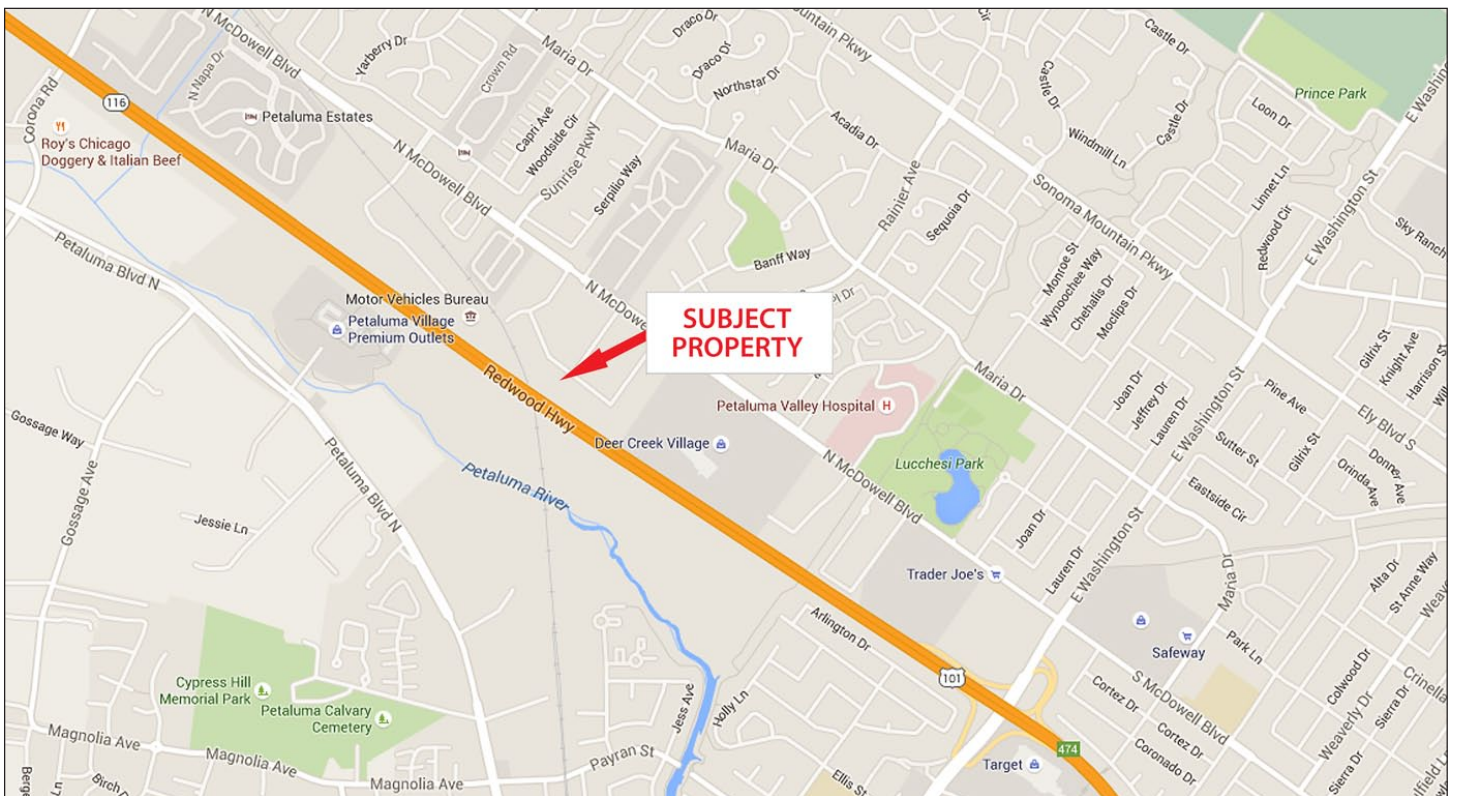 N McDowell Blvd
Yarberry Dr
N Napa Dr
Corona Rd
116
Roy's Chicago
Doggery & Italian Beef
Petaluma Estates
Crown Rd
Maria Dr
Draco Dr
Draco Dr
Northstar Dr
Acadia Dr
Castle Dr
Castle Dr
Castle Dr
Loon Dr
Prince Park
Windmill Ln
Capri Ave
Woodside Cir
Sunrise Pkwy
Serpilio Way
N McDowell Blvd
Maria Dr
Rainier Ave
Sequoia Dr
Sonoma Mountain Pkwy
Linnet Ln
Redwood Cir
E Washington St
Sky Ranch
Petaluma Blvd N
Banff Way
Monroe St
Wynoochee Way
Chehalis Dr
Moclips Dr
Motor Vehicles Bureau
Petaluma Village
Premium Outlets
SUBJECT
PROPERTY
Redwood Hwy
Petaluma Valley Hospital
H
Deer Creek Village
Lucchesi Park
Maria Dr
Joan Dr
Jeffrey Dr
Lauren Dr
E Washington St
Pine Ave
Sutter St
Gilrix St
Gilrix St
Knight Ave
Harrison St
Ely Blvd S
Donner Ave
Orinda Ave
Eastside Cir
Gossage Way
Gossage Ave
Petaluma Blvd N
Petaluma River
Jessie Ln
N McDowell Blvd
Trader Joe's
Joan Dr
Lauren Dr
E Washington St
Maria Dr
Alta Dr
St Anne Way
Safeway
Park Ln
Arlington Dr
101
S McDowell Blvd
Cortez Dr
Cortez Dr
Coronado Dr
Colwood Dr
Weaverly Dr
Sierra Dr
Sierra Dr
Cypress Hill
Memorial Park
Petaluma Calvary
Cemetery
Magnolia Ave
Magnolia Ave
Magnolia Ave
Jess Ave
Holly Ln
Payran St
Ellis St
Target
474